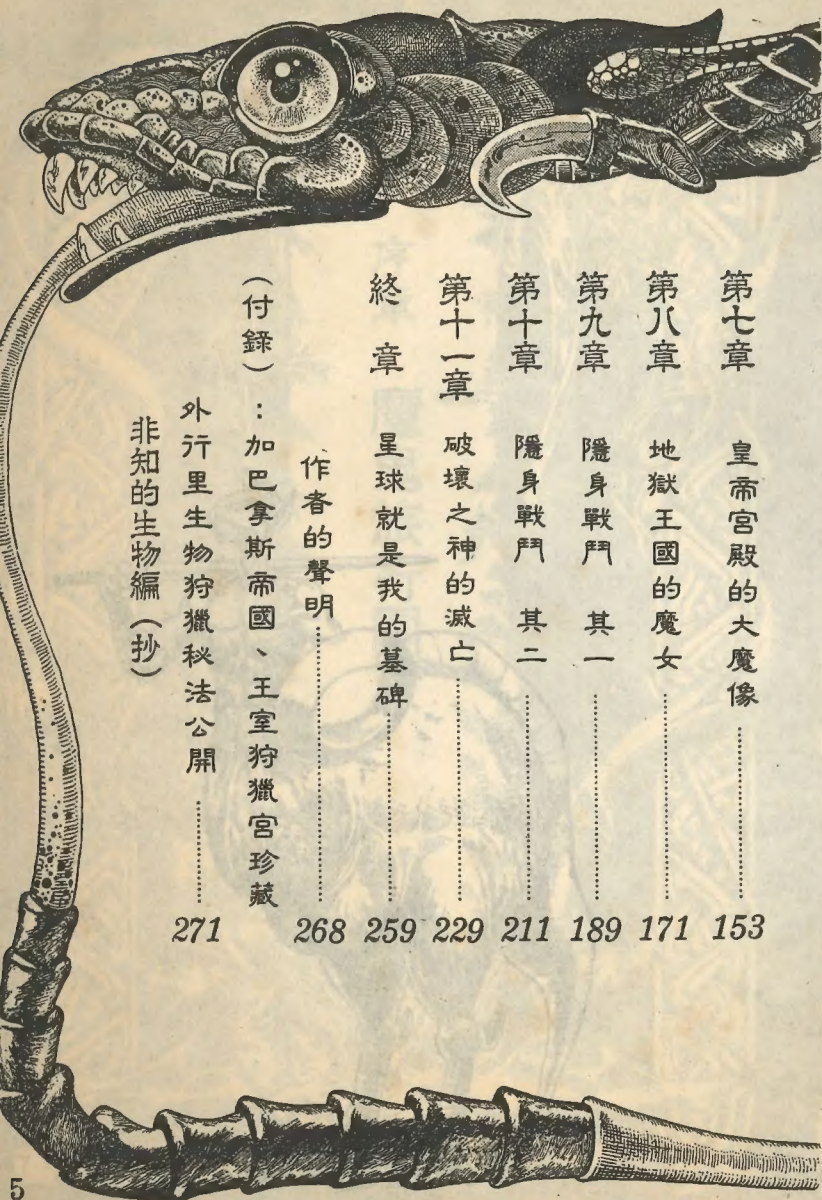 第七章 皇帝宮殿的大魔像…………153
第八章 地獄王國的魔女…………171
第九章 隱身戰鬥 其一…………189
第十章 隱身戰鬥 其二…………211
第十一章 破壞之神的滅亡…………229
終 章 星球就是我的墓碑…………259
作者的聲明…………268
（付錄）：加巴拿斯帝國、王室狩獵宮珍藏
外行里生物狩獵秘法公開…………271
非知的生物編（抄）
5